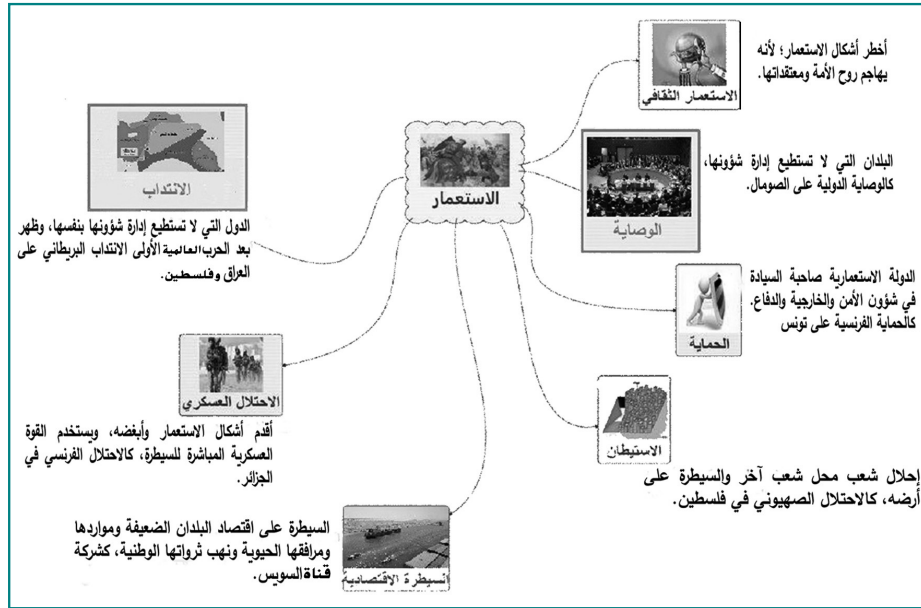 الاستعمار
أخطر أشكال الاستعمار؛ لأنه
يهاجم روح الأمة ومعتقداتها.
الاستعمار الثقافي
البلدان التي لا تستطيع إدارة شؤونها،
كالوصاية الدولية على الصومال.
الوصاية
الدولة الاستعمارية صاحبة السيادة
في شؤون الأمن والخارجية والدفاع.
كالحماية الفرنسية على تونس
الحماية
الاستيطان
إحلال شعب محل شعب آخر والسيطرة على
أرضه، كالاحتلال الصهيوني في فلسطين.
السيطرة على اقتصاد البلدان الضعيفة ومواردها
ومرافقها الحيوية ونهب ثرواتها الوطنية، كشركة
قناة السويس.
السيطرة الاقتصادية
الاحتلال العسكري
أقدم أشكال الاستعمار وأبغضه، ويستخدم القوة
العسكرية المباشرة للسيطرة، كالاحتلال الفرنسي في
الجزائر.
الانتداب
الدول التي لا تستطيع إدارة شؤونها بنفسها، وظهر
بعد الحرب العالمية الأولى الانتداب البريطاني على
العراق وفلسطين.